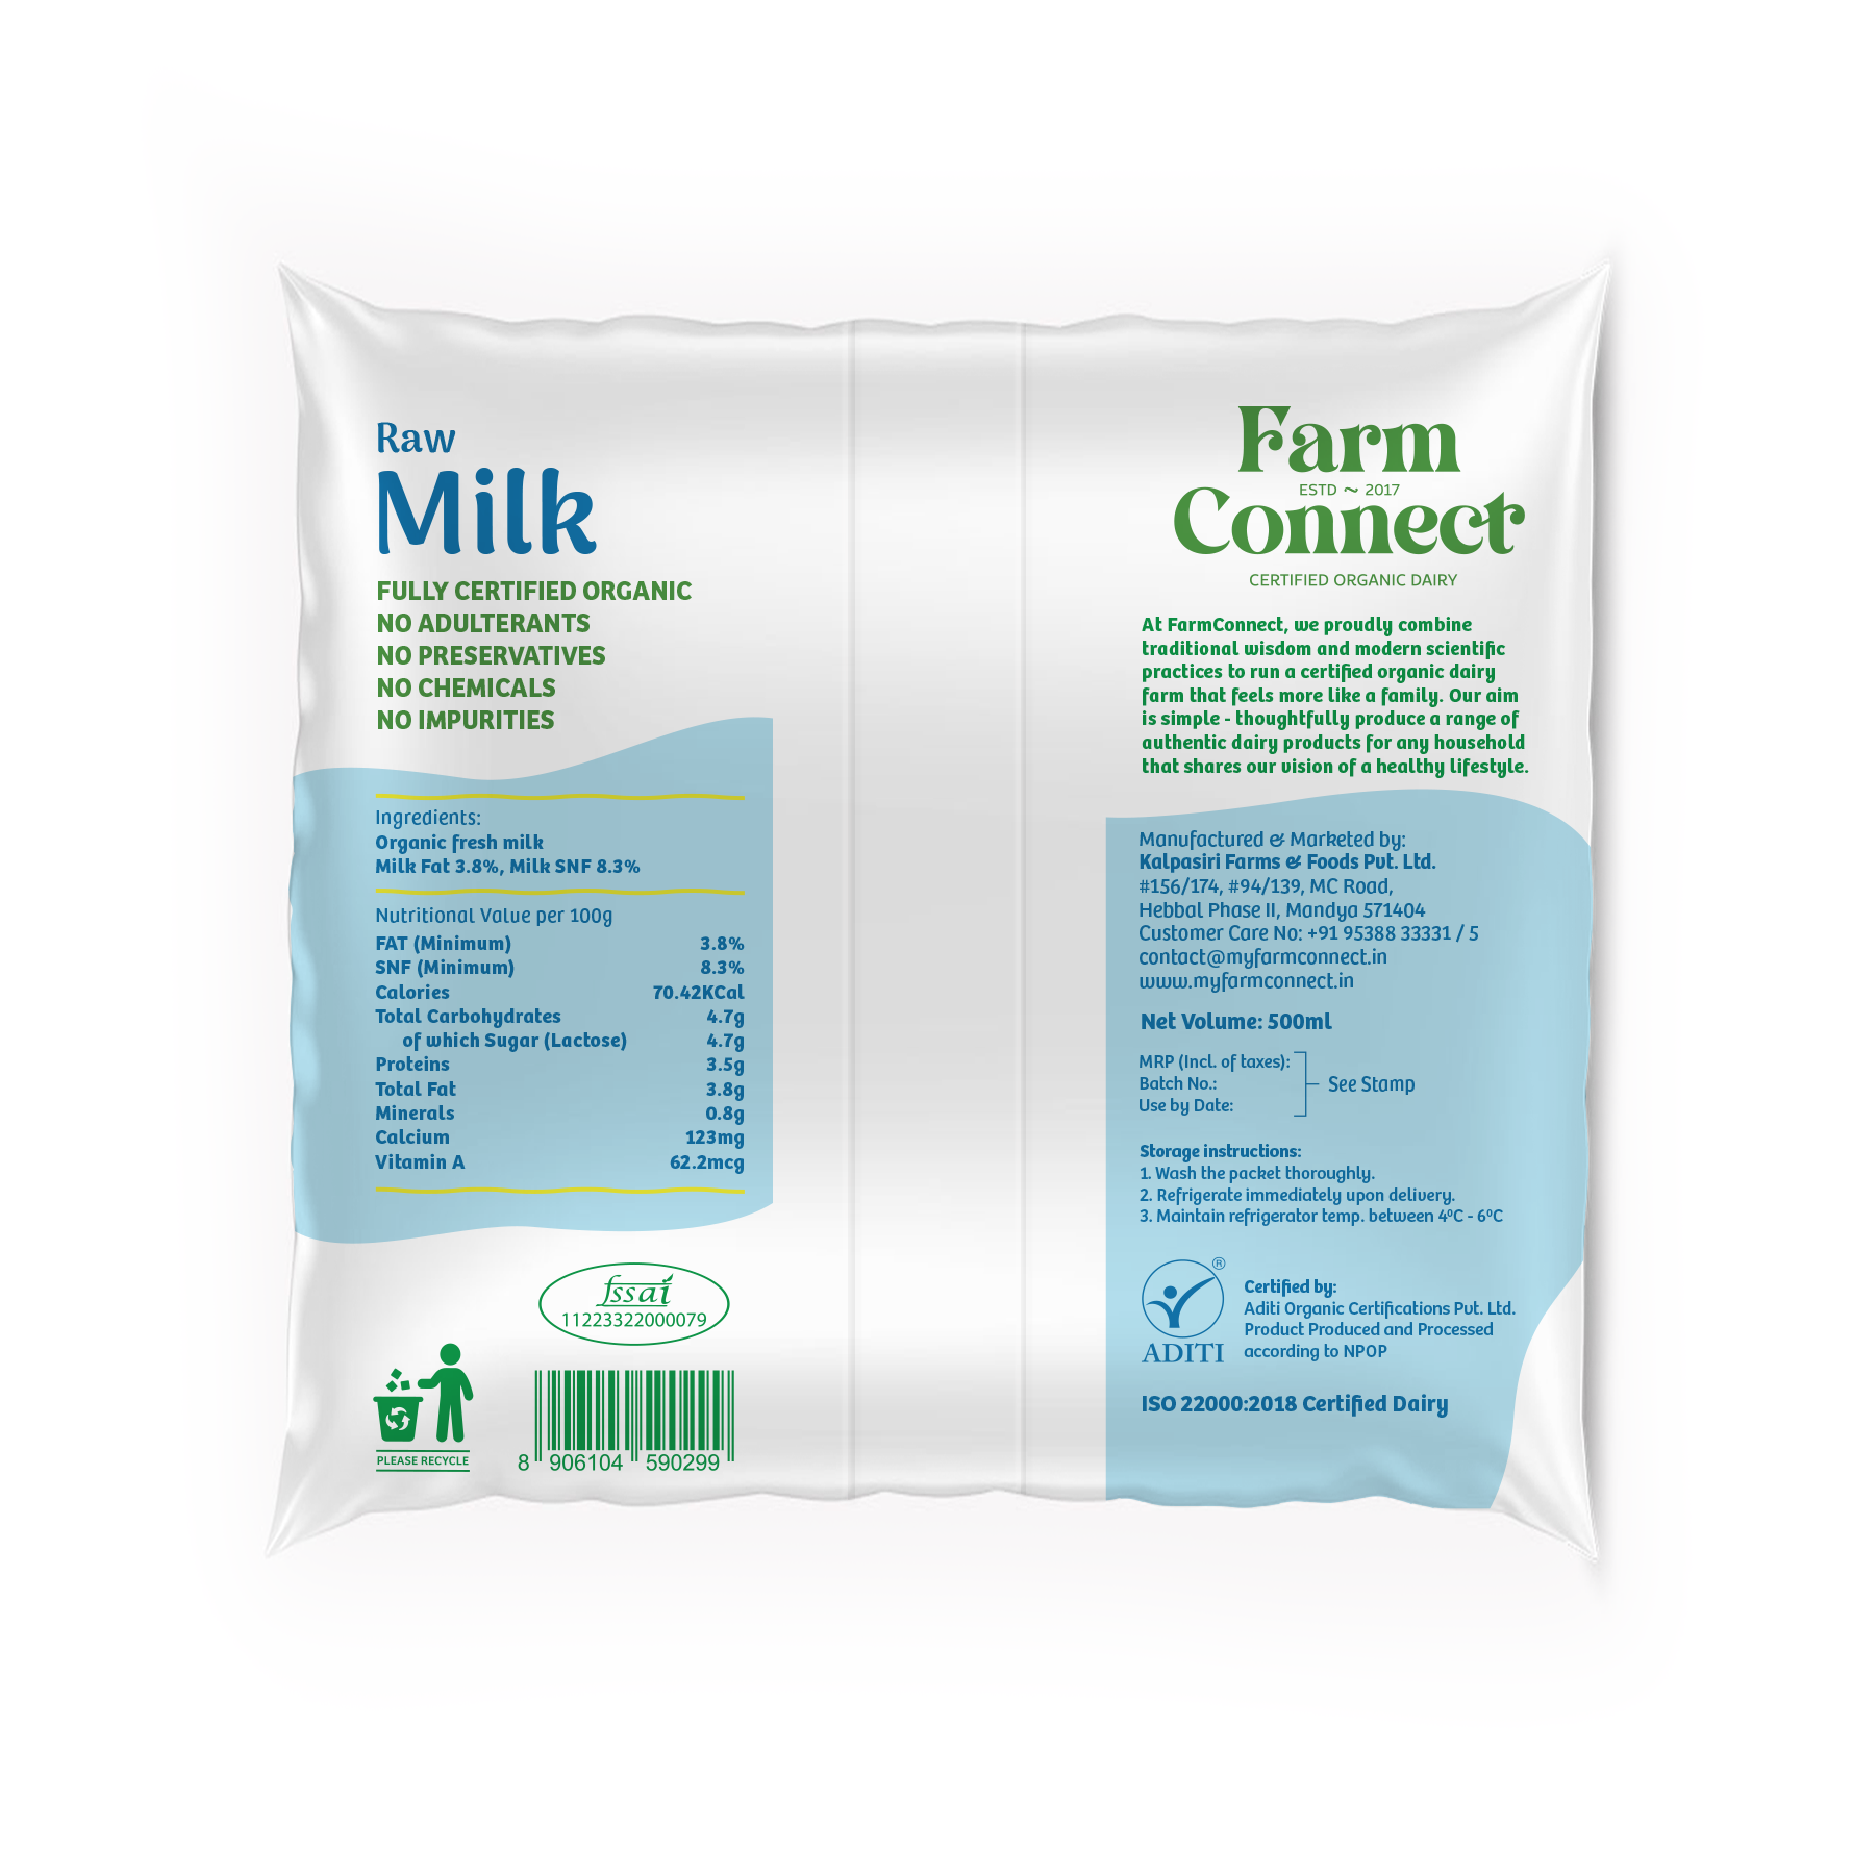 Raw
Milk
FULLY CERTIFIED ORGANIC
NO ADULTERANTS
NO PRESERVATIVES
NO CHEMICALS
NO IMPURITIES
Ingredients:
Organic fresh milk
Milk Fat 3.8%, Milk SNF 8.3%
Nutritional Value per 100g
FAT (Minimum) 3.8%
SNF (Minimum) 8.3%
Calories 70.42KCal
Total Carbohydrates 4.7g
of which Sugar (Lactose) 4.7g
Proteins 3.5g
Total Fat 3.8g
Minerals 0.8g
Calcium 123mg
Vitamin A 62.2mcg
fssai
11223322000079
PLEASE RECYCLE
8 906104 590299
Farm
ESTD ~ 2017
Connect
CERTIFIED ORGANIC DAIRY
At FarmConnect, we proudly combine
traditional wisdom and modern scientific
practices to run a certified organic dairy
farm that feels more like a family. Our aim
is simple - thoughtfully produce a range of
authentic dairy products for any household
that shares our vision of a healthy lifestyle.
Manufactured & Marketed by:
Kalpasiri Farms & Foods Pvt. Ltd.
#156/174, #94/139, MC Road,
Hebbal Phase II, Mandya 571404
Customer Care No: +91 95388 33331 / 5
contact@myfarmconnect.in
www.myfarmconnect.in
Net Volume: 500ml
MRP (Incl. of taxes):
Batch No.: See Stamp
Use by Date:
Storage instructions:
1. Wash the packet thoroughly.
2. Refrigerate immediately upon delivery.
3. Maintain refrigerator temp. between 4⁰C - 6⁰C
®
ADITI
Certified by:
Aditi Organic Certifications Pvt. Ltd.
Product Produced and Processed
according to NPOP
ISO 22000:2018 Certified Dairy